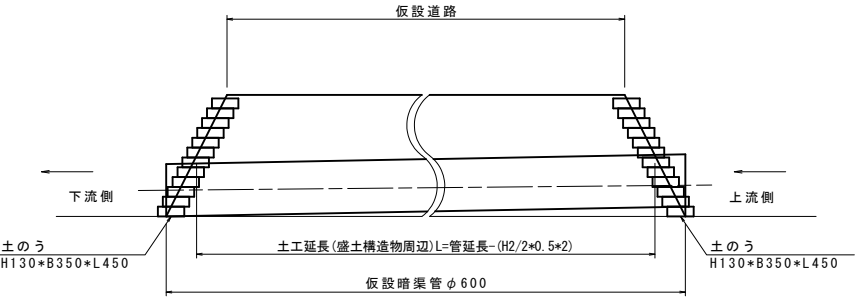 仮設道路
下流側
上流側
土のう
H130*B350*L450
土工延長(盛土構造物周辺)L=管延長-(H2/2*0.5*2)
土のう
H130*B350*L450
仮設暗渠管φ600